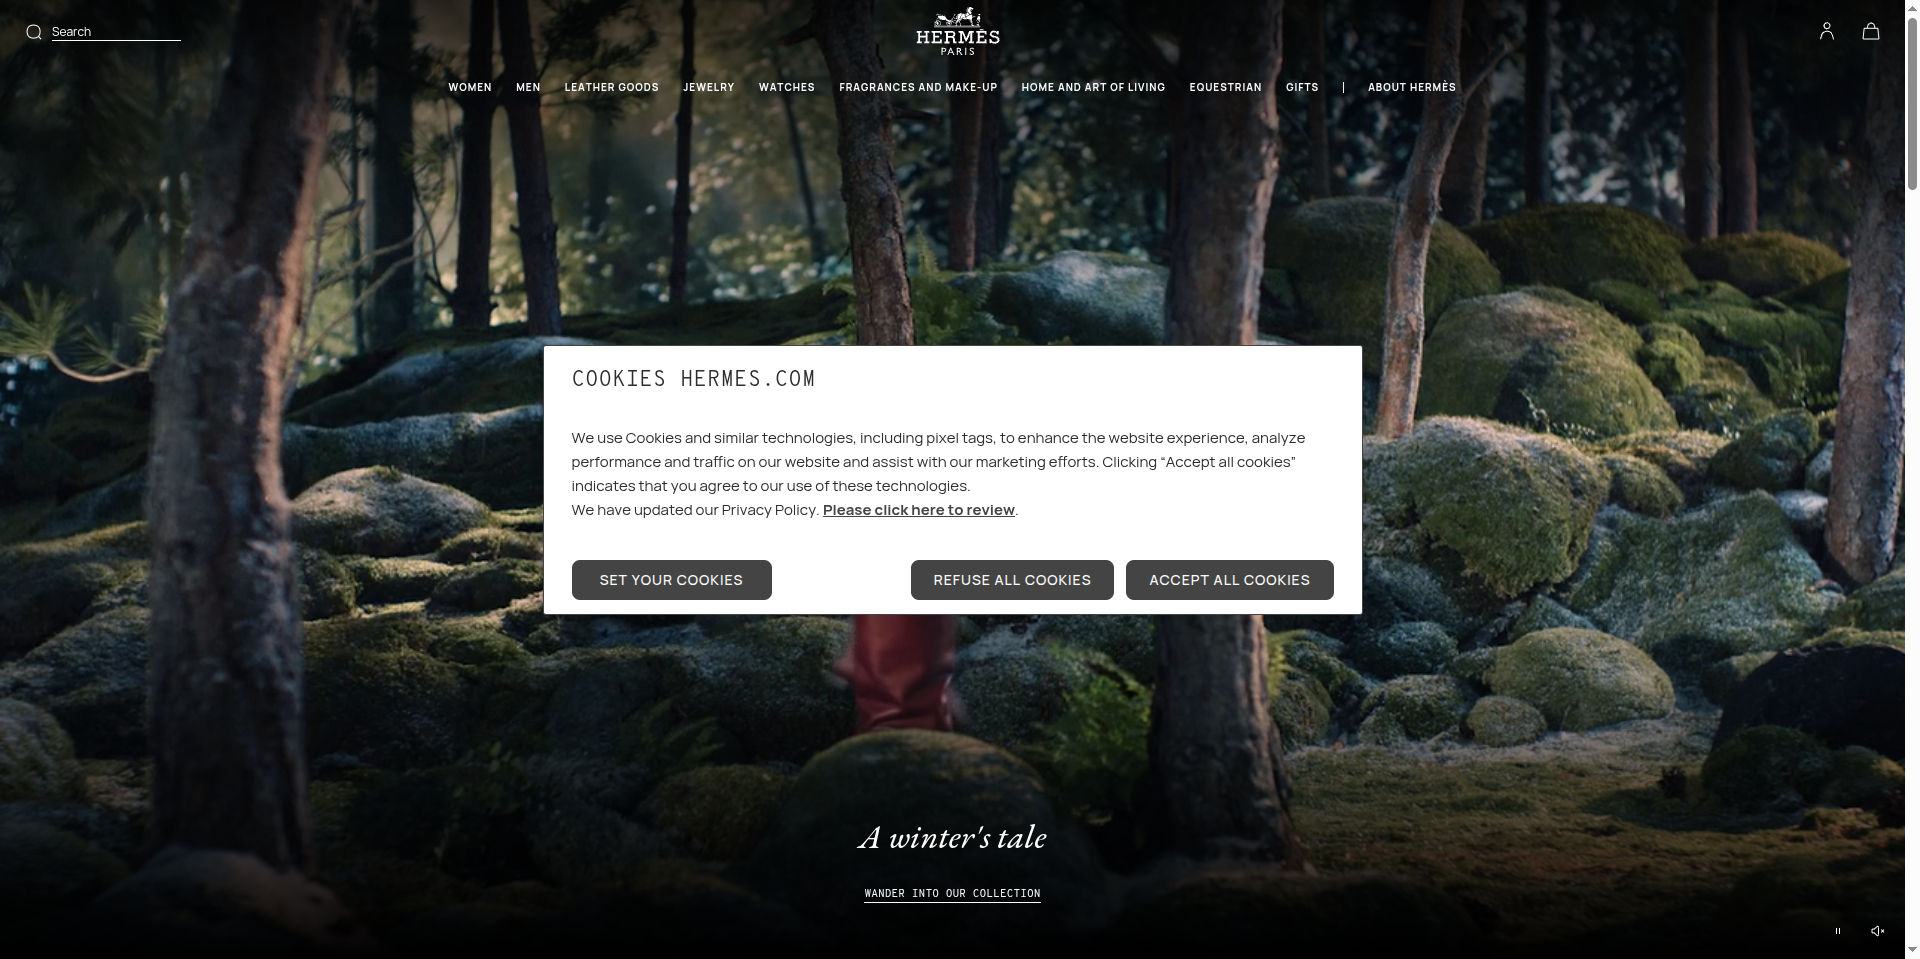 Search
HERMÈS
PARIS
WOMEN MEN LEATHER GOODS JEWELRY WATCHES FRAGRANCES AND MAKE-UP HOME AND ART OF LIVING EQUESTRIAN GIFTS | ABOUT HERMÈS
COOKIES HERMES.COM
We use Cookies and similar technologies, including pixel tags, to enhance the website experience, analyze
performance and traffic on our website and assist with our marketing efforts. Clicking “Accept all cookies”
indicates that you agree to our use of these technologies.
We have updated our Privacy Policy. Please click here to review.
SET YOUR COOKIES REFUSE ALL COOKIES ACCEPT ALL COOKIES
A winter's tale
WANDER INTO OUR COLLECTION